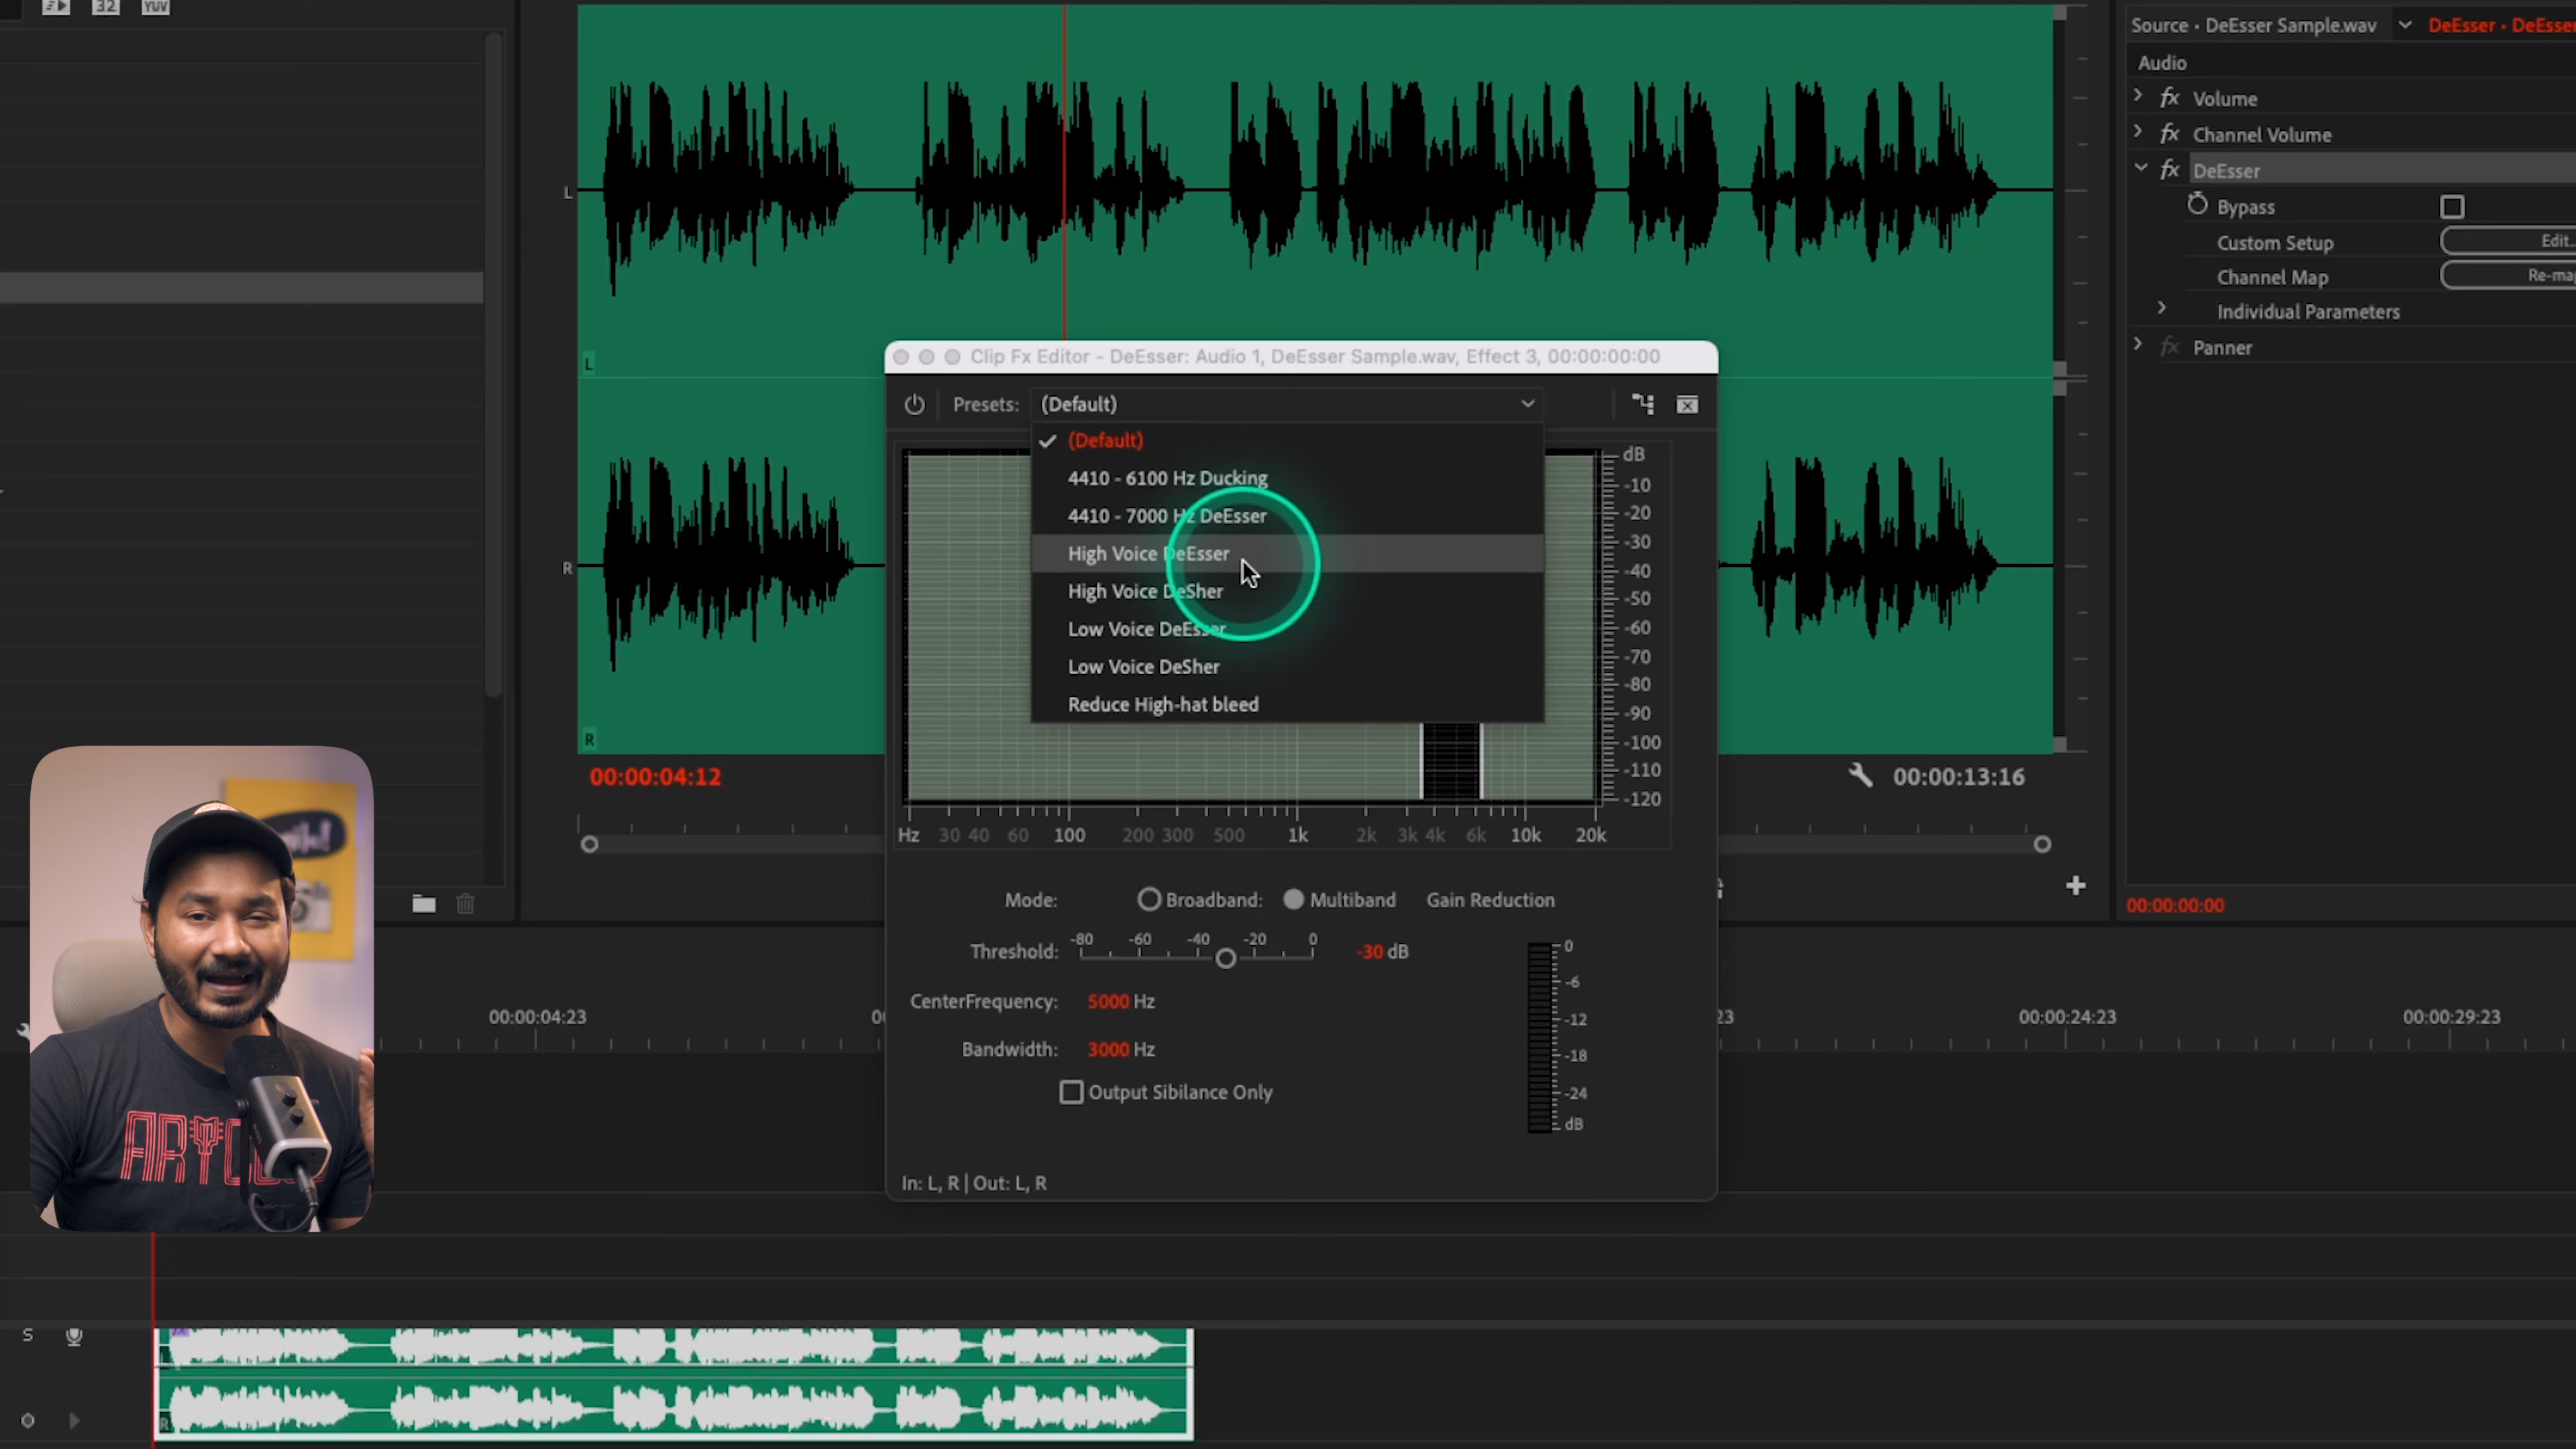 32
YUV
Source · DeEsser Sample.wav
DeEsser · DeEsser
Audio
fx Volume
fx Channel Volume
fx DeEsser
Bypass
Custom Setup
Edit..
Channel Map
Re-ma
Individual Parameters
fx Panner
L
L
R
R
00:00:04:12
00:00:13:16
00:00:00:00
Clip Fx Editor - DeEsser: Audio 1, DeEsser Sample.wav, Effect 3, 00:00:00:00
Presets: (Default)
(Default)
4410 - 6100 Hz Ducking
4410 - 7000 Hz DeEsser
High Voice DeEsser
High Voice DeSher
Low Voice DeEsser
Low Voice DeSher
Reduce High-hat bleed
dB
-10
-20
-30
-40
-50
-60
-70
-80
-90
-100
-110
-120
Hz 30 40 60 100 200 300 500 1k 2k 3k 4k 6k 10k 20k
Mode: Broadband: Multiband Gain Reduction
-80 -60 -40 -20 0
Threshold: -30 dB
CenterFrequency: 5000 Hz
Bandwidth: 3000 Hz
Output Sibilance Only
0
-6
-12
-18
-24
dB
In: L, R | Out: L, R
00:00:04:23
23
00:00:24:23
00:00:29:23
S
R